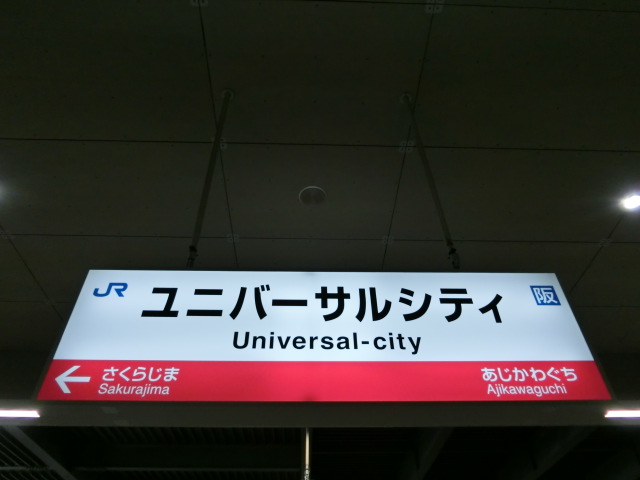 JR ユニバーサルシティ 阪
Universal-city
← さくらじま あじかわぐち
Sakurajima Ajikawaguchi